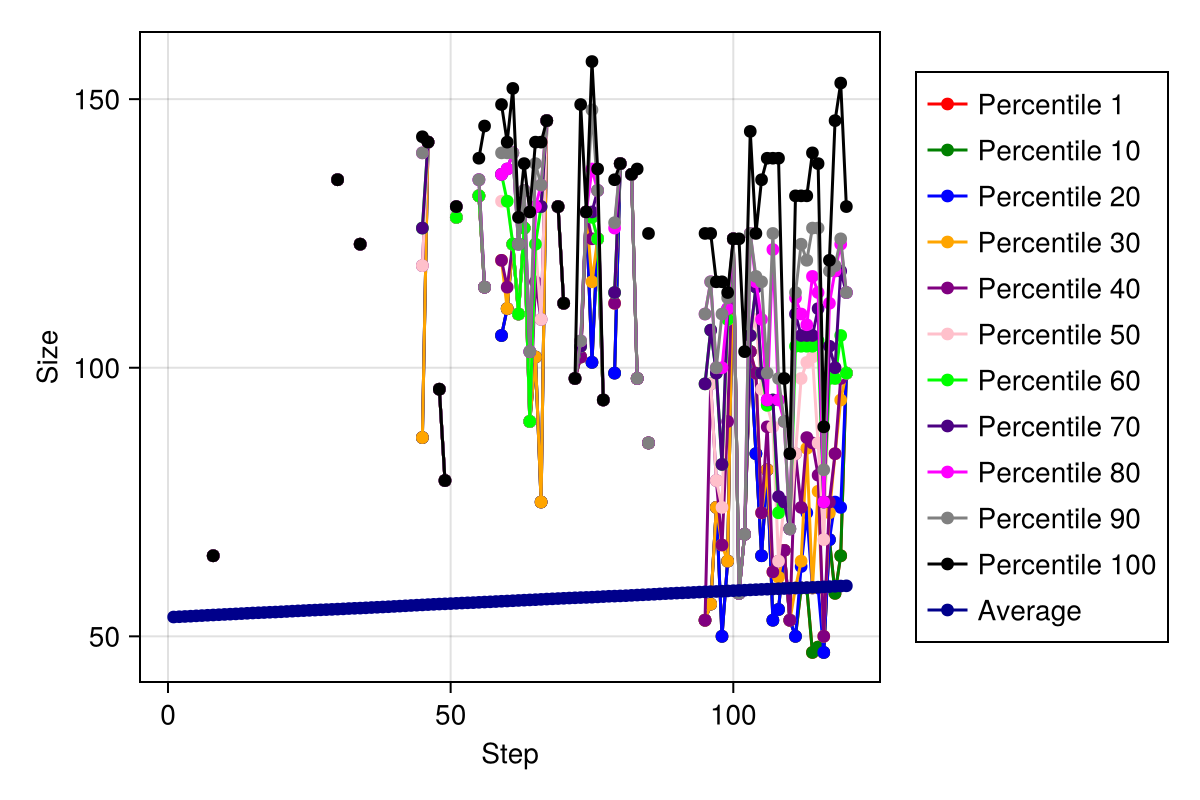 150
100
50
0
50
100
Size
Step
Percentile 1
Percentile 10
Percentile 20
Percentile 30
Percentile 40
Percentile 50
Percentile 60
Percentile 70
Percentile 80
Percentile 90
Percentile 100
Average